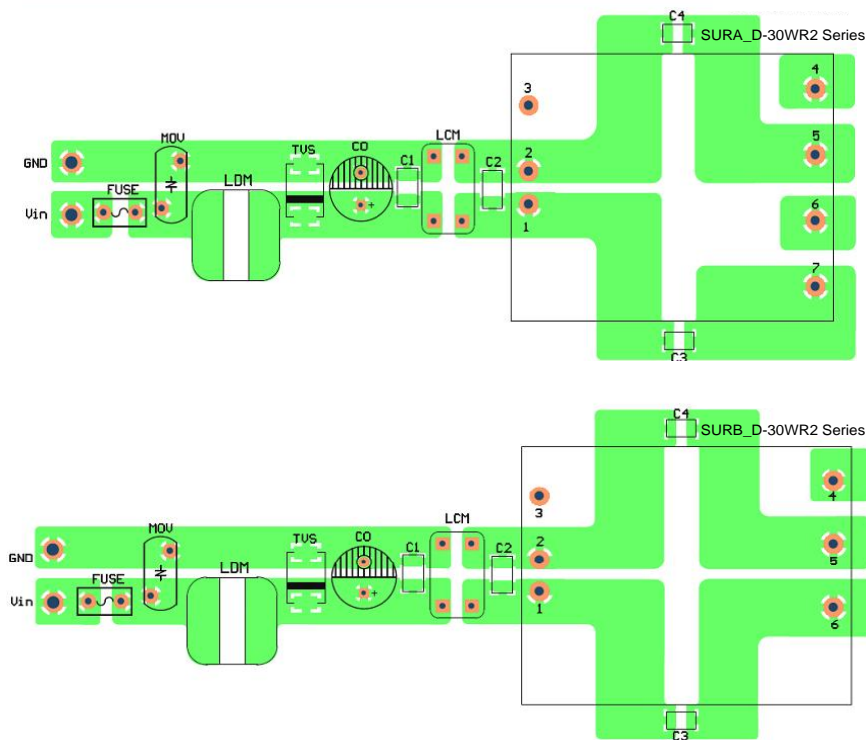 C4
SURA_D-30WR2 Series
3
4
MOV
TVS
CO
LCM
C1
C2
2
5
GND
FUSE
LDM
Vin
+
1
6
7
C3
C4
SURB_D-30WR2 Series
3
4
MOV
TVS
CO
LCM
C1
C2
2
5
GND
FUSE
LDM
Vin
+
1
6
C3